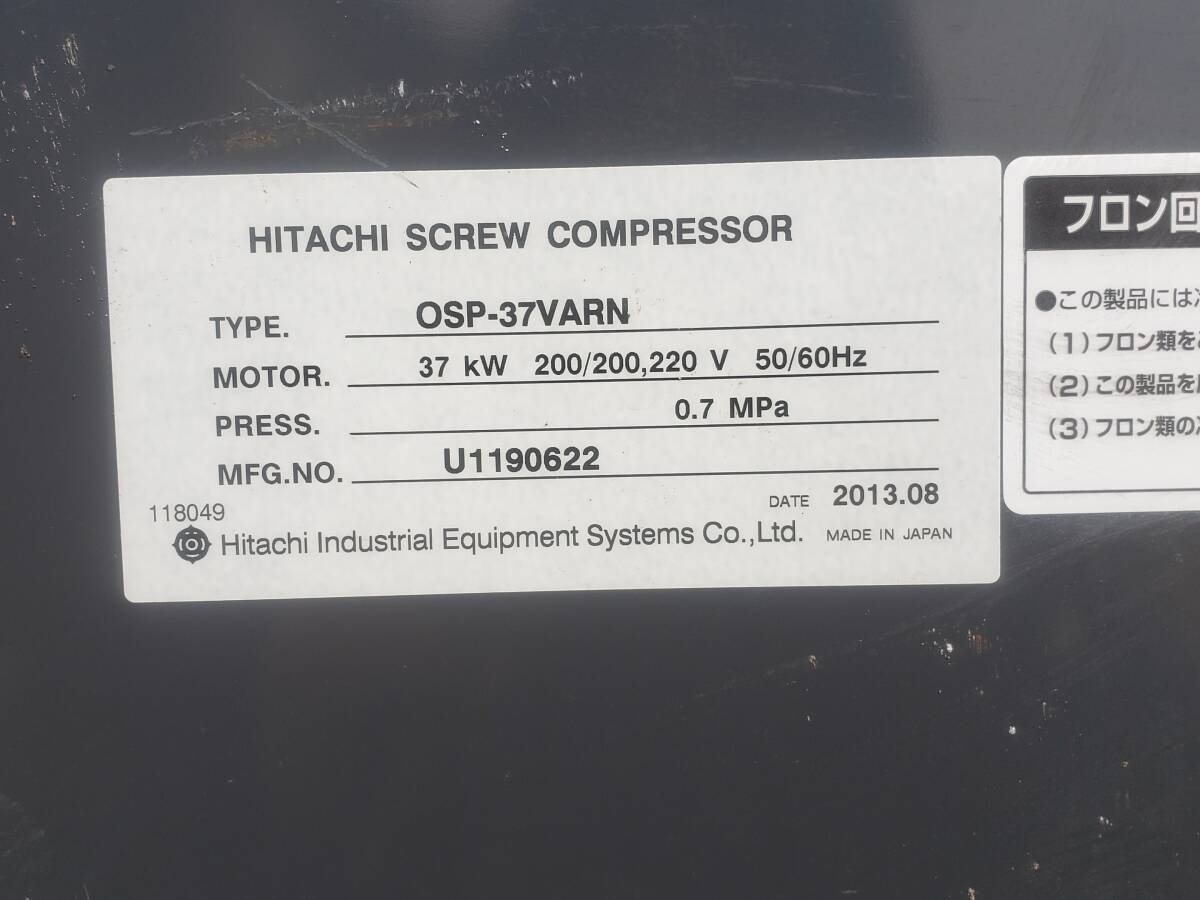 HITACHI SCREW COMPRESSOR
TYPE. OSP-37VARN
MOTOR. 37 kW 200/200,220 V 50/60Hz
PRESS. 0.7 MPa
MFG.NO. U1190622
DATE 2013.08
118049
Hitachi Industrial Equipment Systems Co.,Ltd. MADE IN JAPAN
フロン回
●この製品には
(1)フロン類を
(2)この製品を
(3)フロン類の